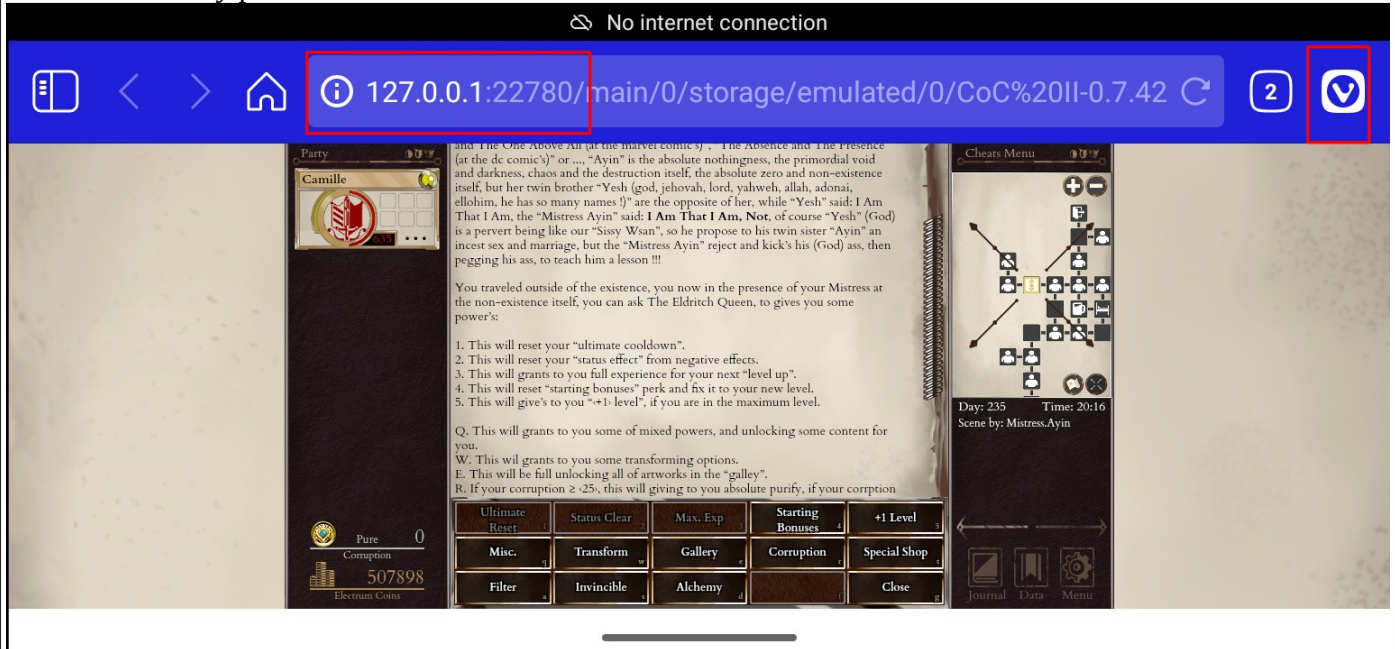 No internet connection
127.0.0.1:22780/main/0/storage/emulated/0/CoC%20II-0.7.42
2
Party
Camille
635
and The One Above All (at the marvel comic's)", "The Absence and The Presence
(at the dc comic's)" or ..., "Ayin" is the absolute nothingness, the primordial void
and darkness, chaos and the destruction itself, the absolute zero and non-existence
itself, but her twin brother "Yesh (god, jehovah, lord, yahweh, allah, adonai,
ellohim, he has so many names !)" are the opposite of her, while "Yesh" said: I Am
That I Am, the "Mistress Ayin" said: I Am That I Am, Not, of course "Yesh" (God)
is a pervert being like our "Sissy Wsan", so he propose to his twin sister "Ayin" an
incest sex and marriage, but the "Mistress Ayin" reject and kick's his (God) ass, then
pegging his ass, to teach him a lesson !!!
You traveled outside of the existence, you now in the presence of your Mistress at
the non-existence itself, you can ask The Eldritch Queen, to gives you some
power's:
1. This will reset your "ultimate cooldown".
2. This will reset your "status effect" from negative effects.
3. This will grants to you full experience for your next "level up".
4. This will reset "starting bonuses" perk and fix it to your new level.
5. This will give's to you "‹+1› level", if you are in the maximum level.
Q. This will grants to you some of mixed powers, and unlocking some content for
you.
W. This wil grants to you some transforming options.
E. This will be full unlocking all of artworks in the "galley".
R. If your corruption ≥ ‹25›, this will giving to you absolute purify, if your corrption
Cheats Menu
Day: 235 Time: 20:16
Scene by: Mistress.Ayin
Pure 0
Corruption
507898
Electrum Coins
Ultimate Reset 1 Status Clear 2 Max. Exp 3 Starting Bonuses 4 +1 Level 5
Misc. q Transform w Gallery e Corruption r Special Shop t
Filter a Invincible s Alchemy d f Close g
Journal Data Menu